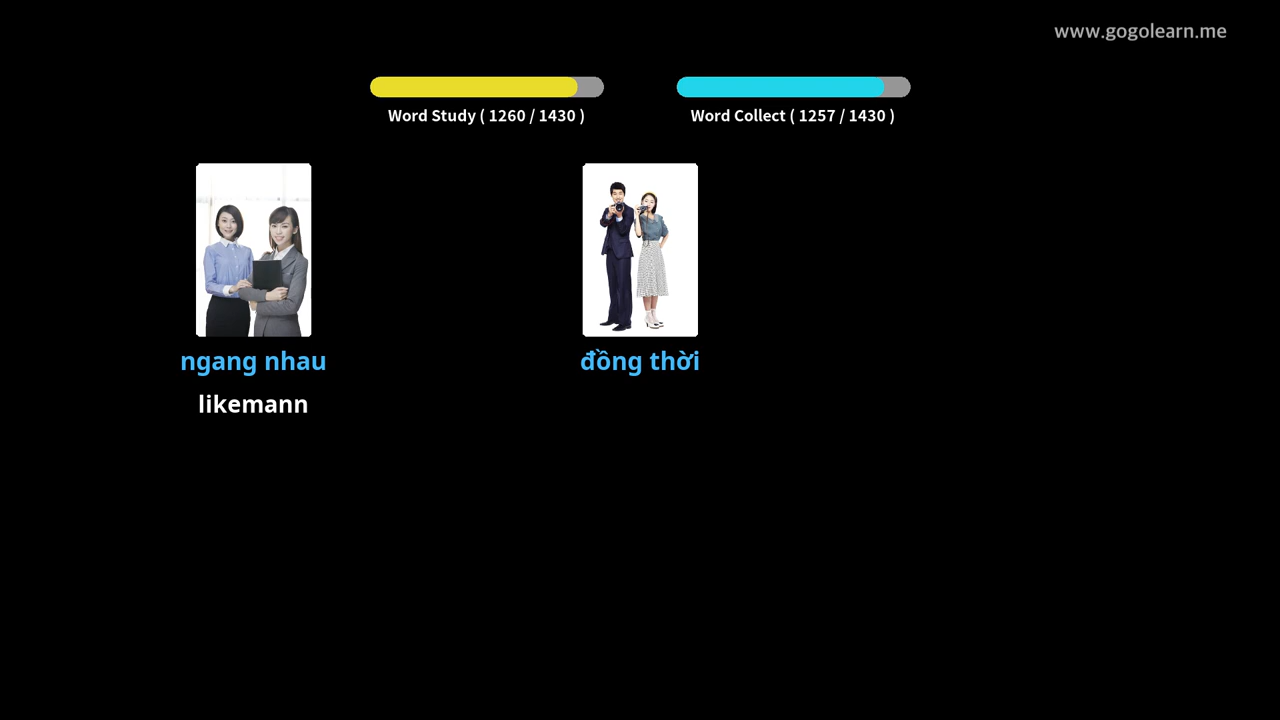 www.gogolearn.me
Word Study ( 1260 / 1430 )
Word Collect ( 1257 / 1430 )
ngang nhau
likemann
đồng thời